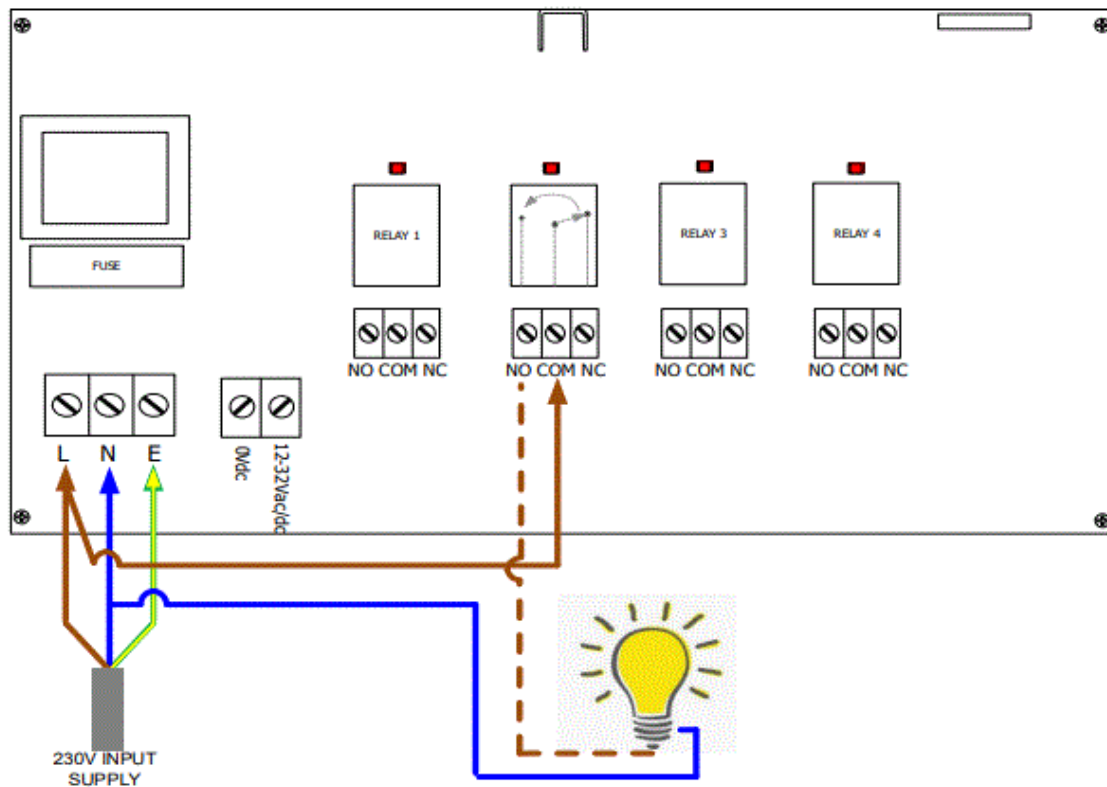 RELAY 1
RELAY 3
RELAY 4
FUSE
NO COM NC
NO COM NC
NO COM NC
NO COM NC
L N E
0Vdc
12-32Vac/dc
230V INPUT
SUPPLY